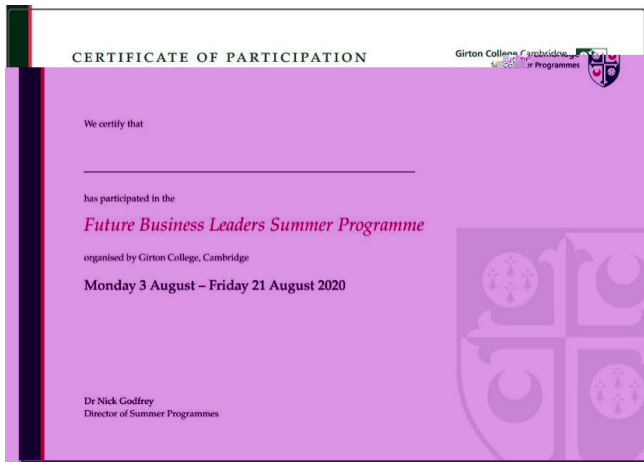 CERTIFICATE OF PARTICIPATION
Girton College Cambridge
Programmes
We certify that
has participated in the
Future Business Leaders Summer Programme
organised by Girton College, Cambridge
Monday 3 August – Friday 21 August 2020
Dr Nick Godfrey
Director of Summer Programmes